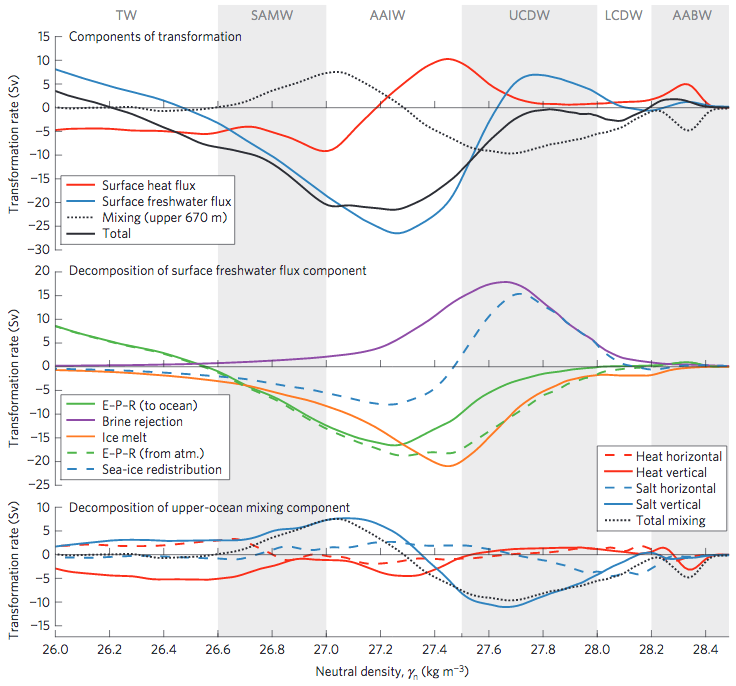 TW SAMW AAIW UCDW LCDW AABW
Components of transformation
15
10
5
0
−5
−10
−15
−20
−25
−30
Transformation rate (Sv)
Surface heat flux
Surface freshwater flux
Mixing (upper 670 m)
Total
Decomposition of surface freshwater flux component
20
15
10
5
0
−5
−10
−15
−20
−25
Transformation rate (Sv)
E–P–R (to ocean)
Brine rejection
Ice melt
E–P–R (from atm.)
Sea-ice redistribution
Heat horizontal
Heat vertical
Salt horizontal
Salt vertical
Total mixing
Decomposition of upper-ocean mixing component
10
5
0
−5
−10
−15
Transformation rate (Sv)
26.0 26.2 26.4 26.6 26.8 27.0 27.2 27.4 27.6 27.8 28.0 28.2 28.4
Neutral density, γn (kg m−3)